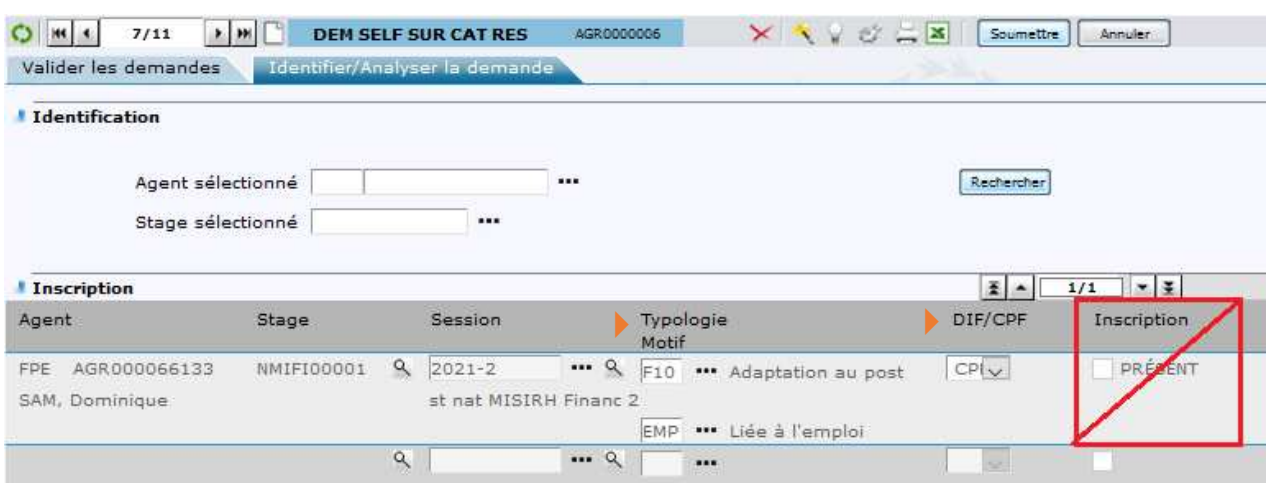 7/11 DEM SELF SUR CAT RES AGR0000006 Soumettre Annuler
Valider les demandes Identifier/Analyser la demande
Identification
Agent sélectionné ... Rechercher
Stage sélectionné ...
Inscription 1/1
Agent Stage Session Typologie DIF/CPF Inscription
Motif
FPE AGR000066133 NMIFI00001 2021-2 ... F10 ... Adaptation au post CPI PRÉSENT
SAM, Dominique st nat MISIRH Financ 2
EMP ... Liée à l'emploi
... ...